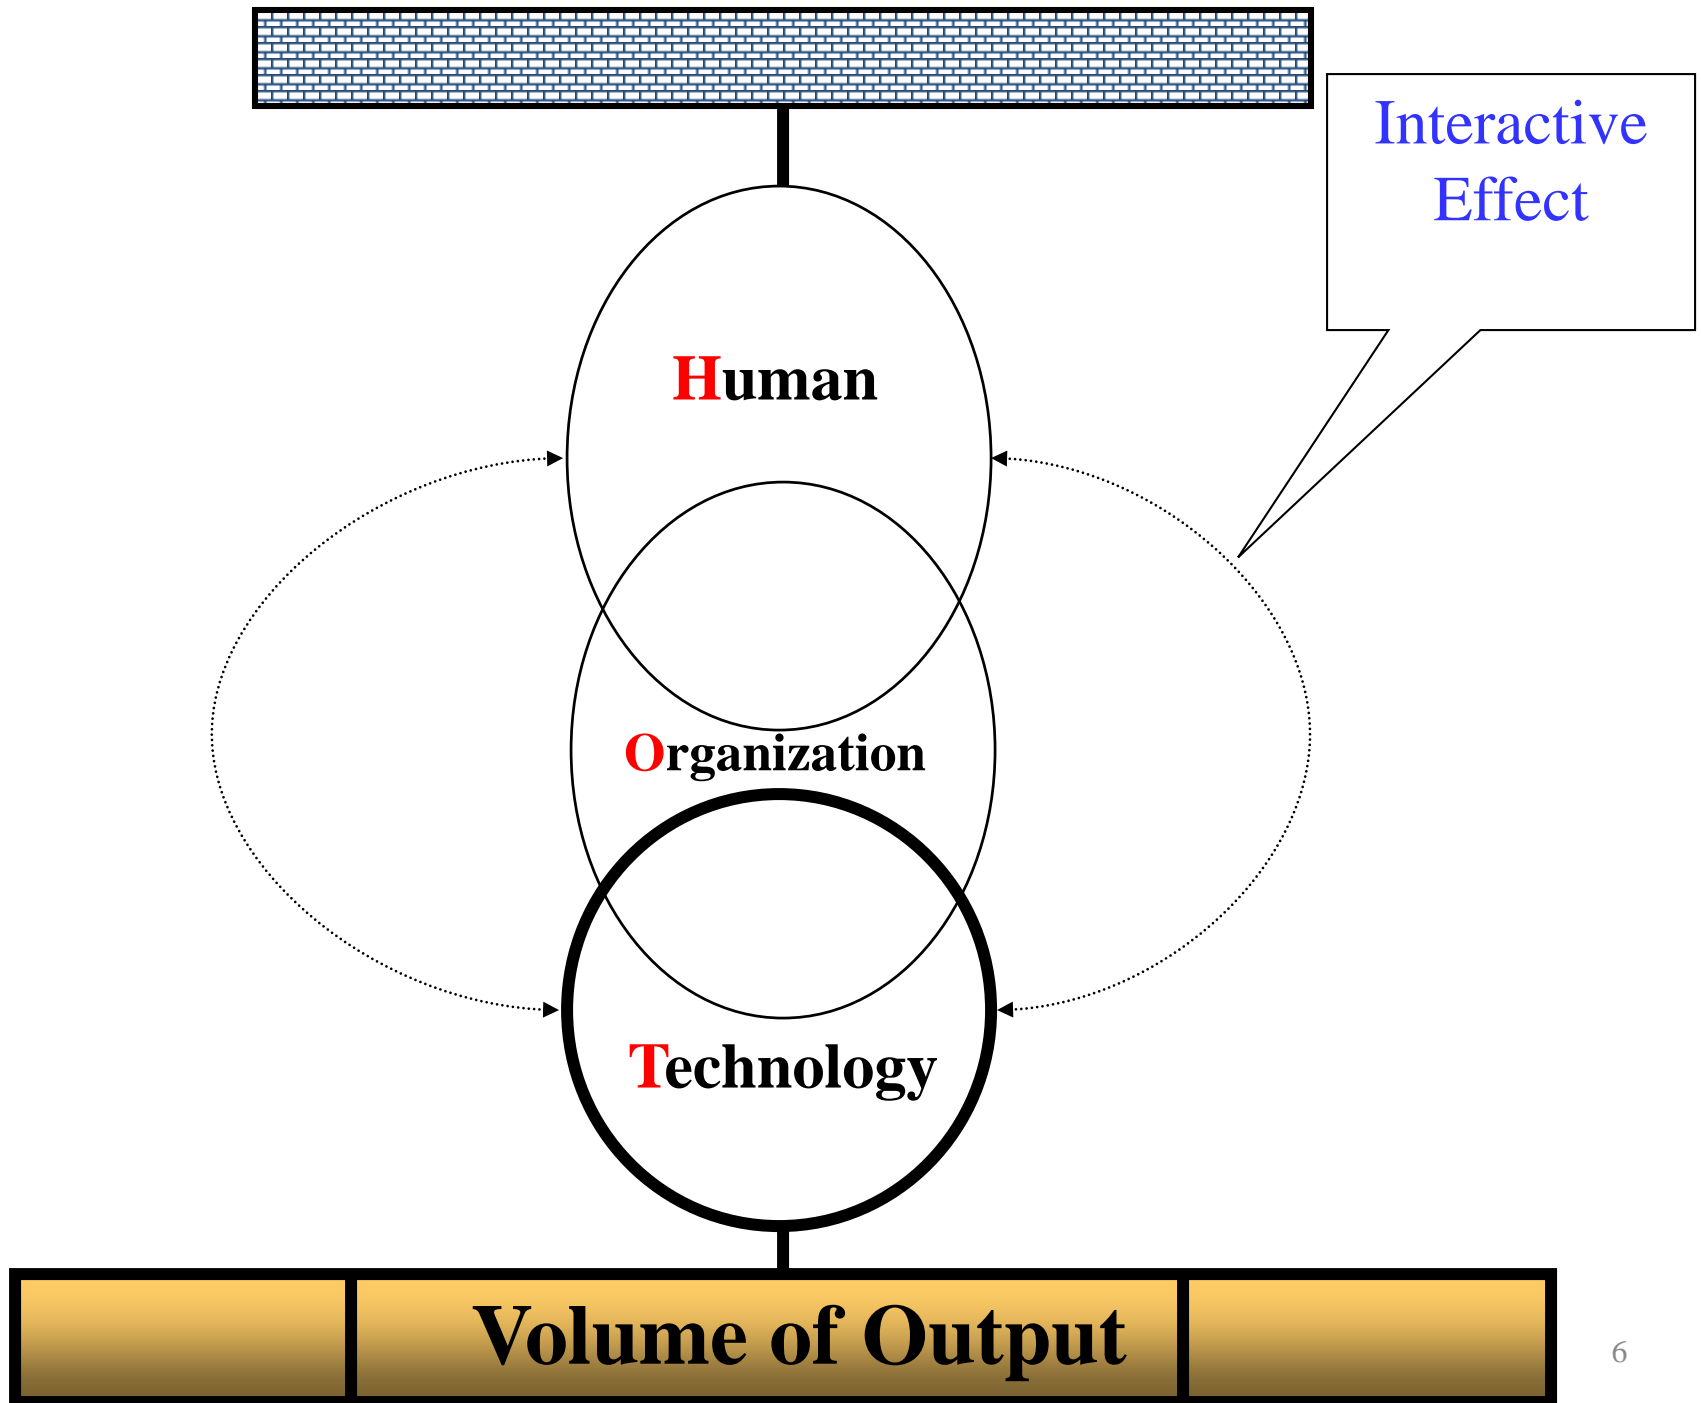 Interactive
Effect
Human
Organization
Technology
Volume of Output
6